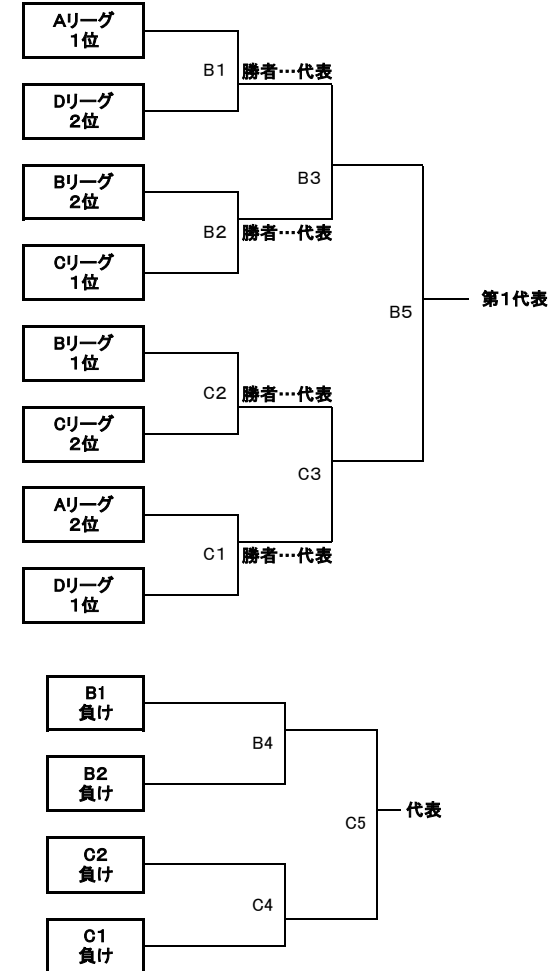 Aリーグ
1位
B1
勝者…代表
Dリーグ
2位
B3
Bリーグ
2位
B2
勝者…代表
Cリーグ
1位
B5
第1代表
Bリーグ
1位
C2
勝者…代表
Cリーグ
2位
C3
Aリーグ
2位
C1
勝者…代表
Dリーグ
1位
B1
負け
B4
B2
負け
C5
代表
C2
負け
C4
C1
負け